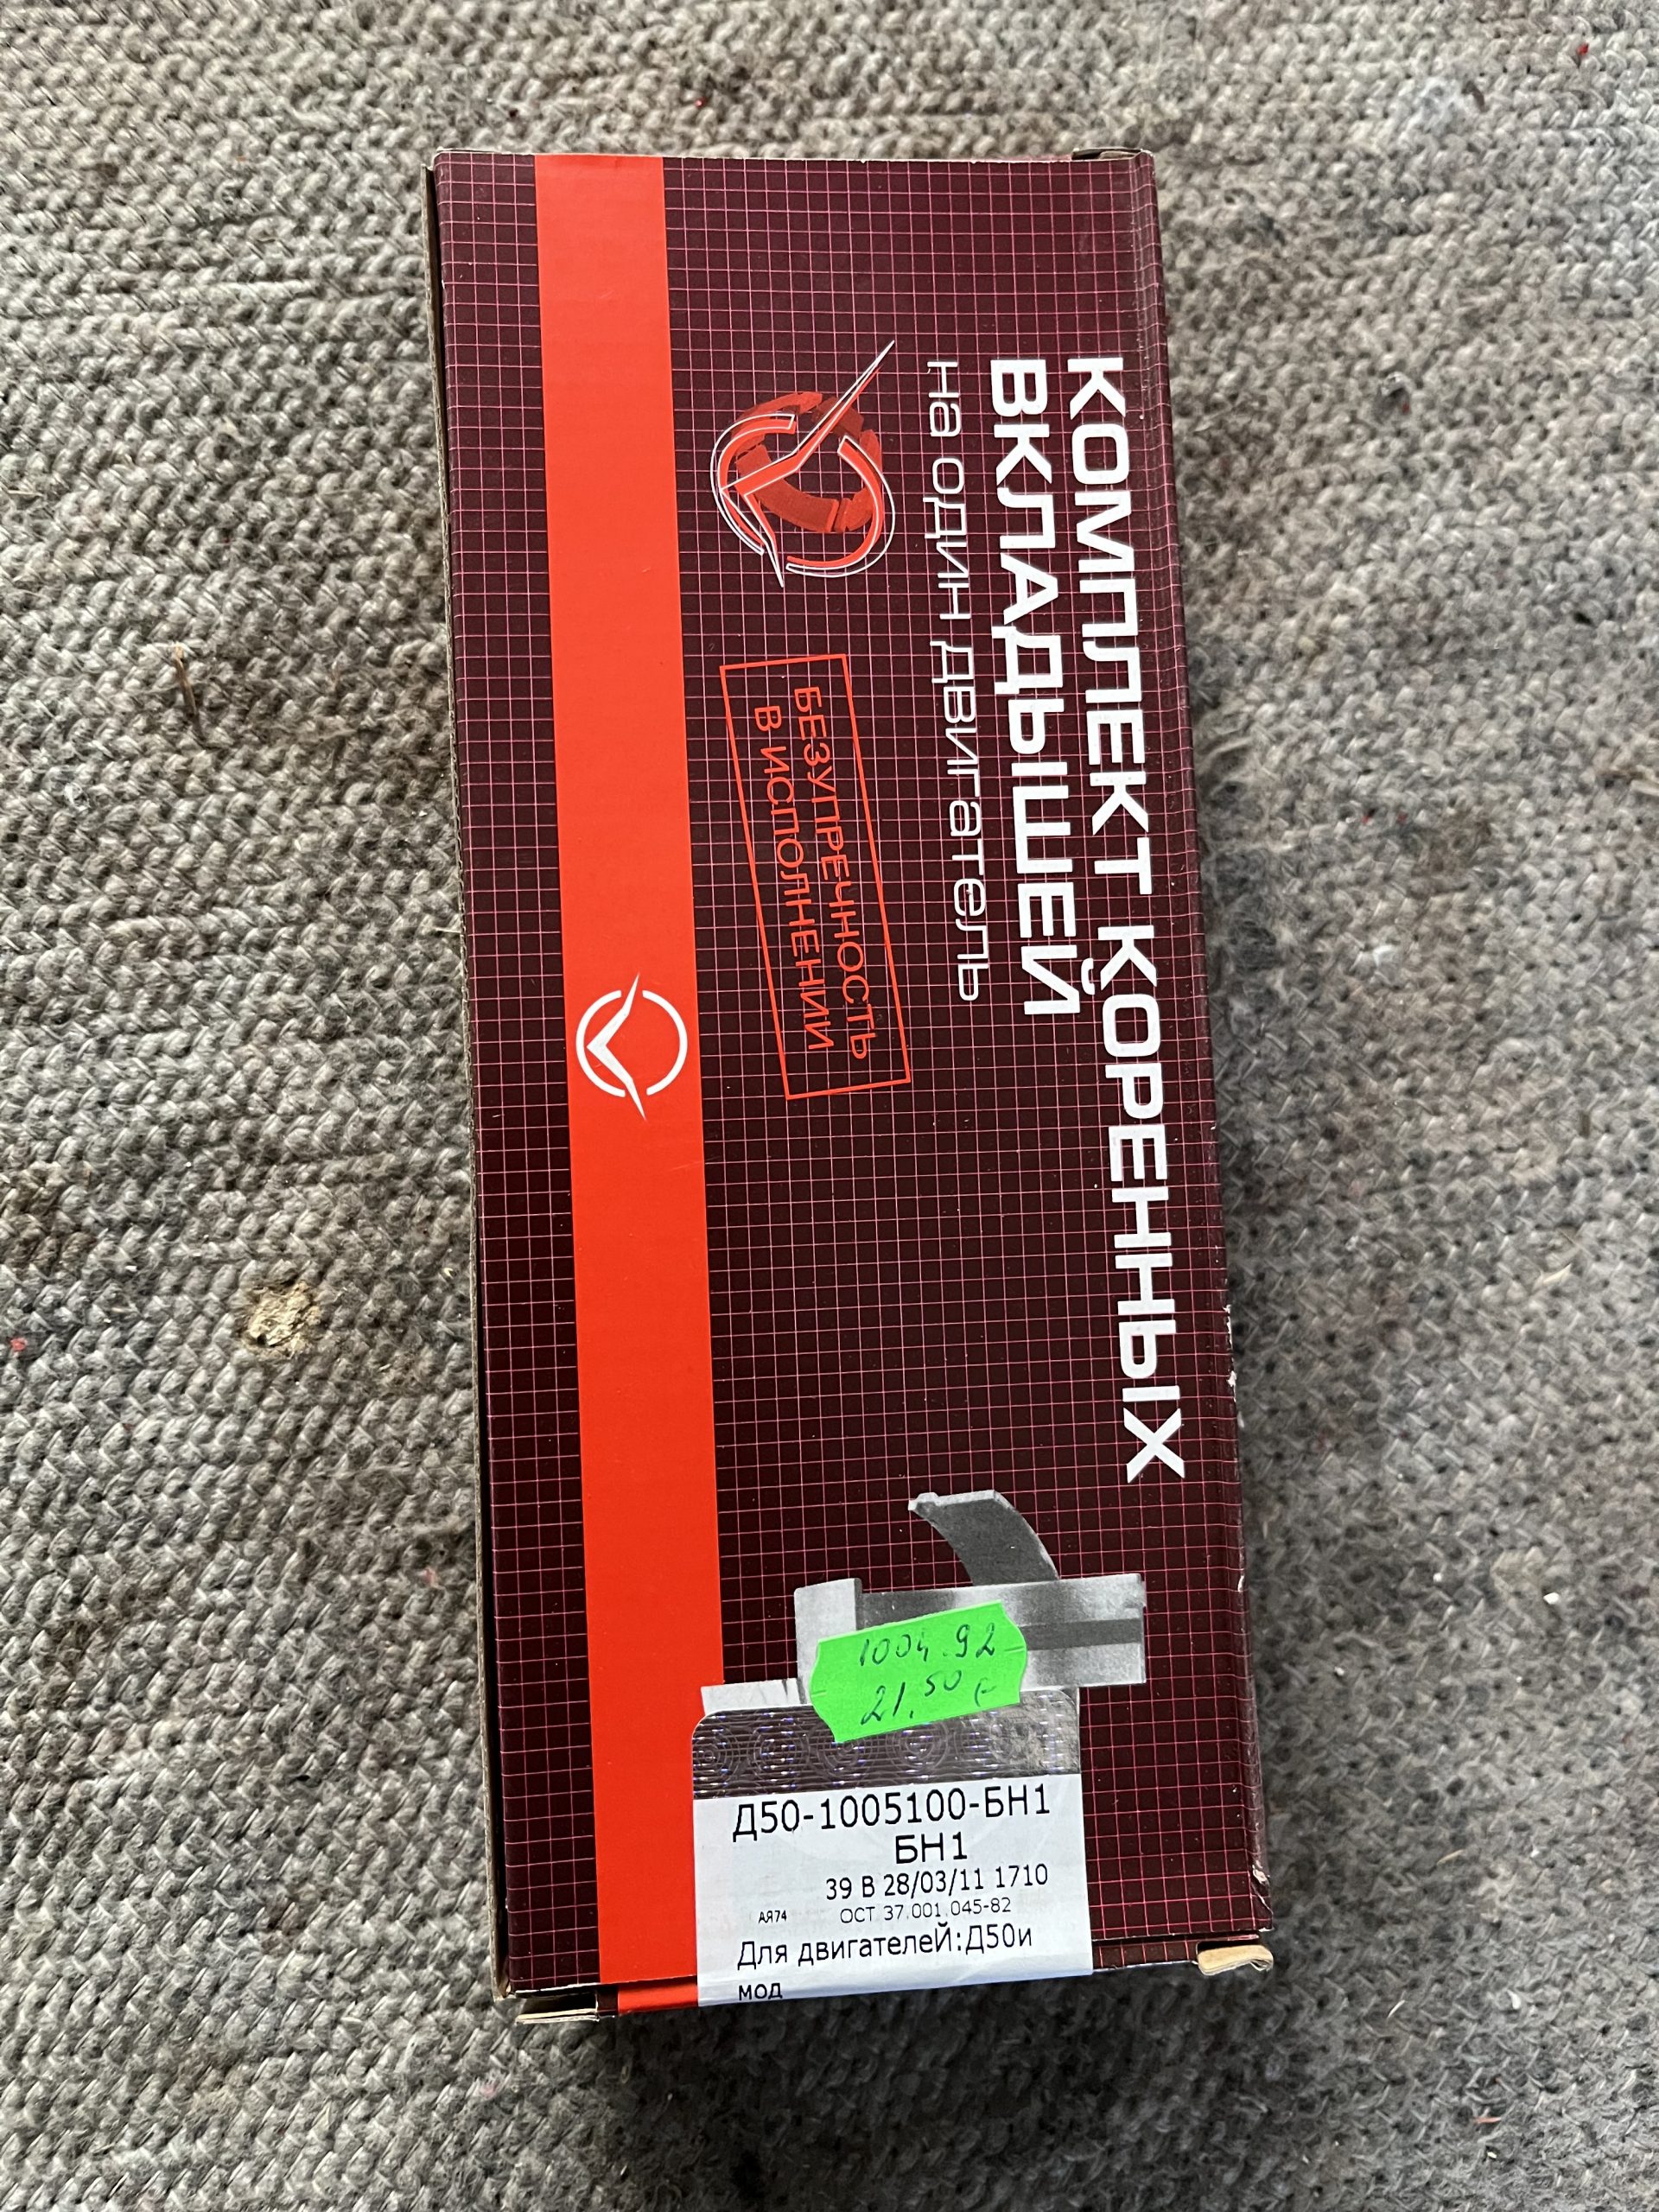 КОМПЛЕКТ КОРЕННЫХ
ВКЛАДЫШЕЙ
на один двигатель
БЕЗУПРЕЧНОСТЬ
В ИСПОЛНЕНИИ
1004.92
21.50 €
Д50-1005100-БН1
БН1
39 В 28/03/11 1710
АЯ74 ОСТ 37.001.045-82
Для двигателеЙ:Д50и
мод